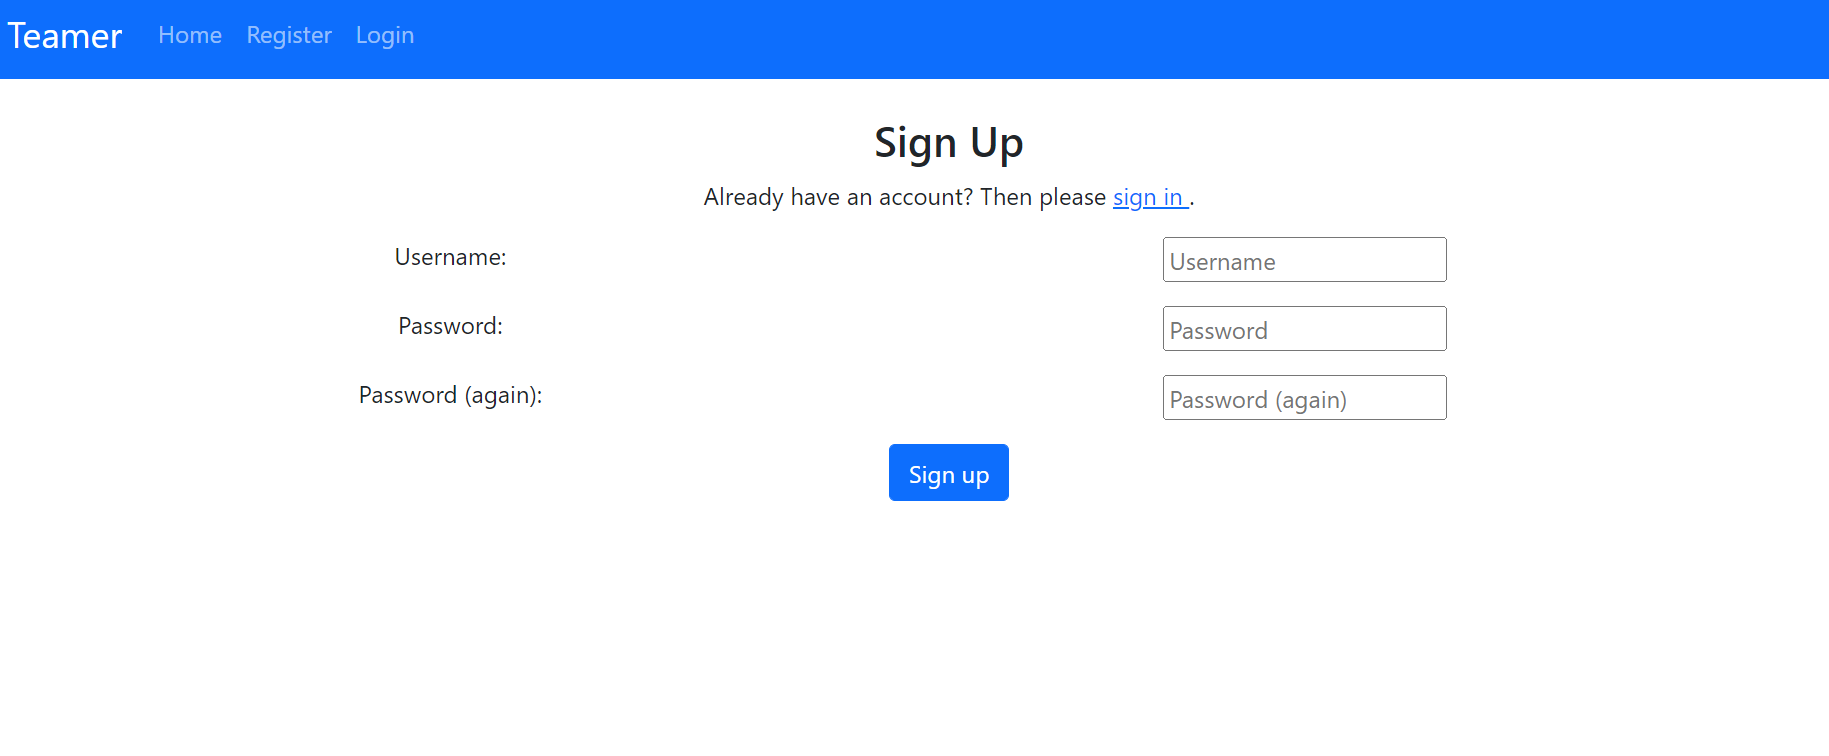 Teamer Home Register Login
Sign Up
Already have an account? Then please sign in .
Username: Username
Password: Password
Password (again): Password (again)
Sign up